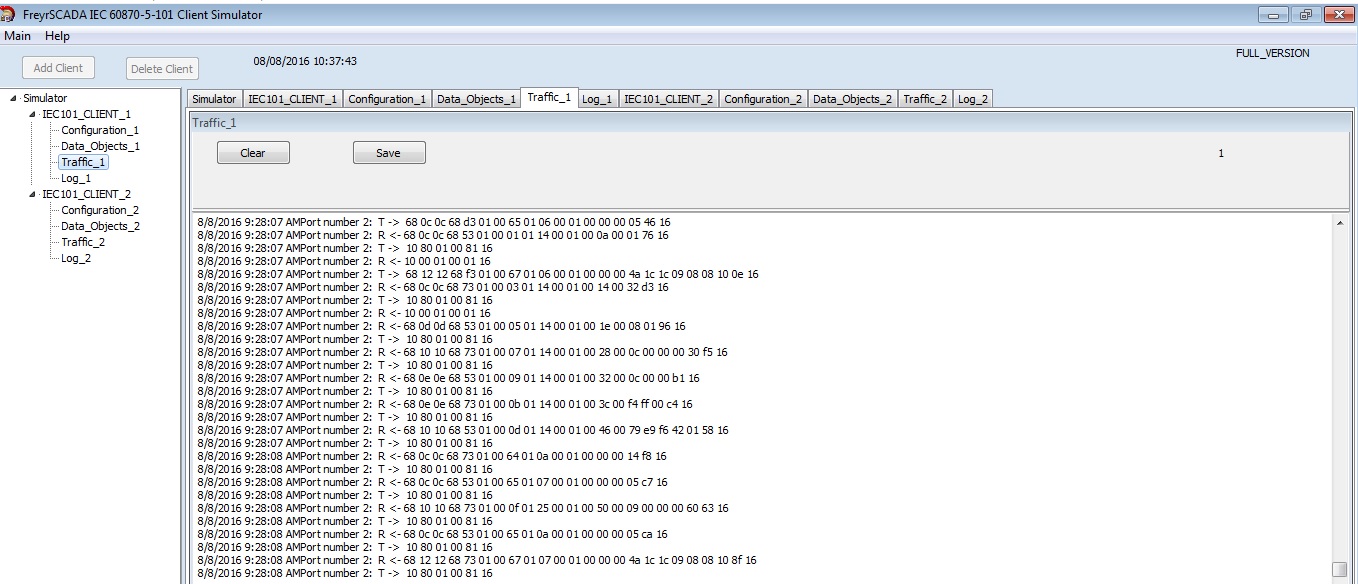 FreyrSCADA IEC 60870-5-101 Client Simulator
Main Help
Add Client Delete Client 08/08/2016 10:37:43 FULL_VERSION
Simulator
IEC101_CLIENT_1
Configuration_1
Data_Objects_1
Traffic_1
Log_1
IEC101_CLIENT_2
Configuration_2
Data_Objects_2
Traffic_2
Log_2
Simulator IEC101_CLIENT_1 Configuration_1 Data_Objects_1 Traffic_1 Log_1 IEC101_CLIENT_2 Configuration_2 Data_Objects_2 Traffic_2 Log_2
Traffic_1
Clear Save 1
8/8/2016 9:28:07 AMPort number 2: T -> 68 0c 0c 68 d3 01 00 65 01 06 00 01 00 00 00 05 46 16
8/8/2016 9:28:07 AMPort number 2: R <- 68 0c 0c 68 53 01 00 01 01 14 00 01 00 0a 00 01 76 16
8/8/2016 9:28:07 AMPort number 2: T -> 10 80 01 00 81 16
8/8/2016 9:28:07 AMPort number 2: R <- 10 00 01 00 01 16
8/8/2016 9:28:07 AMPort number 2: T -> 68 12 12 68 f3 01 00 67 01 06 00 01 00 00 00 4a 1c 1c 09 08 08 10 0e 16
8/8/2016 9:28:07 AMPort number 2: R <- 68 0c 0c 68 73 01 00 03 01 14 00 01 00 14 00 32 d3 16
8/8/2016 9:28:07 AMPort number 2: T -> 10 80 01 00 81 16
8/8/2016 9:28:07 AMPort number 2: R <- 10 00 01 00 01 16
8/8/2016 9:28:07 AMPort number 2: R <- 68 0d 0d 68 53 01 00 05 01 14 00 01 00 1e 00 08 01 96 16
8/8/2016 9:28:07 AMPort number 2: T -> 10 80 01 00 81 16
8/8/2016 9:28:07 AMPort number 2: R <- 68 10 10 68 73 01 00 07 01 14 00 01 00 28 00 0c 00 00 00 30 f5 16
8/8/2016 9:28:07 AMPort number 2: T -> 10 80 01 00 81 16
8/8/2016 9:28:07 AMPort number 2: R <- 68 0e 0e 68 53 01 00 09 01 14 00 01 00 32 00 0c 00 00 b1 16
8/8/2016 9:28:07 AMPort number 2: T -> 10 80 01 00 81 16
8/8/2016 9:28:07 AMPort number 2: R <- 68 0e 0e 68 73 01 00 0b 01 14 00 01 00 3c 00 f4 ff 00 c4 16
8/8/2016 9:28:07 AMPort number 2: T -> 10 80 01 00 81 16
8/8/2016 9:28:07 AMPort number 2: R <- 68 10 10 68 53 01 00 0d 01 14 00 01 00 46 00 79 e9 f6 42 01 58 16
8/8/2016 9:28:07 AMPort number 2: T -> 10 80 01 00 81 16
8/8/2016 9:28:08 AMPort number 2: R <- 68 0c 0c 68 73 01 00 64 01 0a 00 01 00 00 00 14 f8 16
8/8/2016 9:28:08 AMPort number 2: T -> 10 80 01 00 81 16
8/8/2016 9:28:08 AMPort number 2: R <- 68 0c 0c 68 53 01 00 65 01 07 00 01 00 00 00 05 c7 16
8/8/2016 9:28:08 AMPort number 2: T -> 10 80 01 00 81 16
8/8/2016 9:28:08 AMPort number 2: R <- 68 10 10 68 73 01 00 0f 01 25 00 01 00 50 00 09 00 00 00 60 63 16
8/8/2016 9:28:08 AMPort number 2: T -> 10 80 01 00 81 16
8/8/2016 9:28:08 AMPort number 2: R <- 68 0c 0c 68 53 01 00 65 01 0a 00 01 00 00 00 05 ca 16
8/8/2016 9:28:08 AMPort number 2: T -> 10 80 01 00 81 16
8/8/2016 9:28:08 AMPort number 2: R <- 68 12 12 68 73 01 00 67 01 07 00 01 00 00 00 4a 1c 1c 09 08 08 10 8f 16
8/8/2016 9:28:08 AMPort number 2: T -> 10 80 01 00 81 16